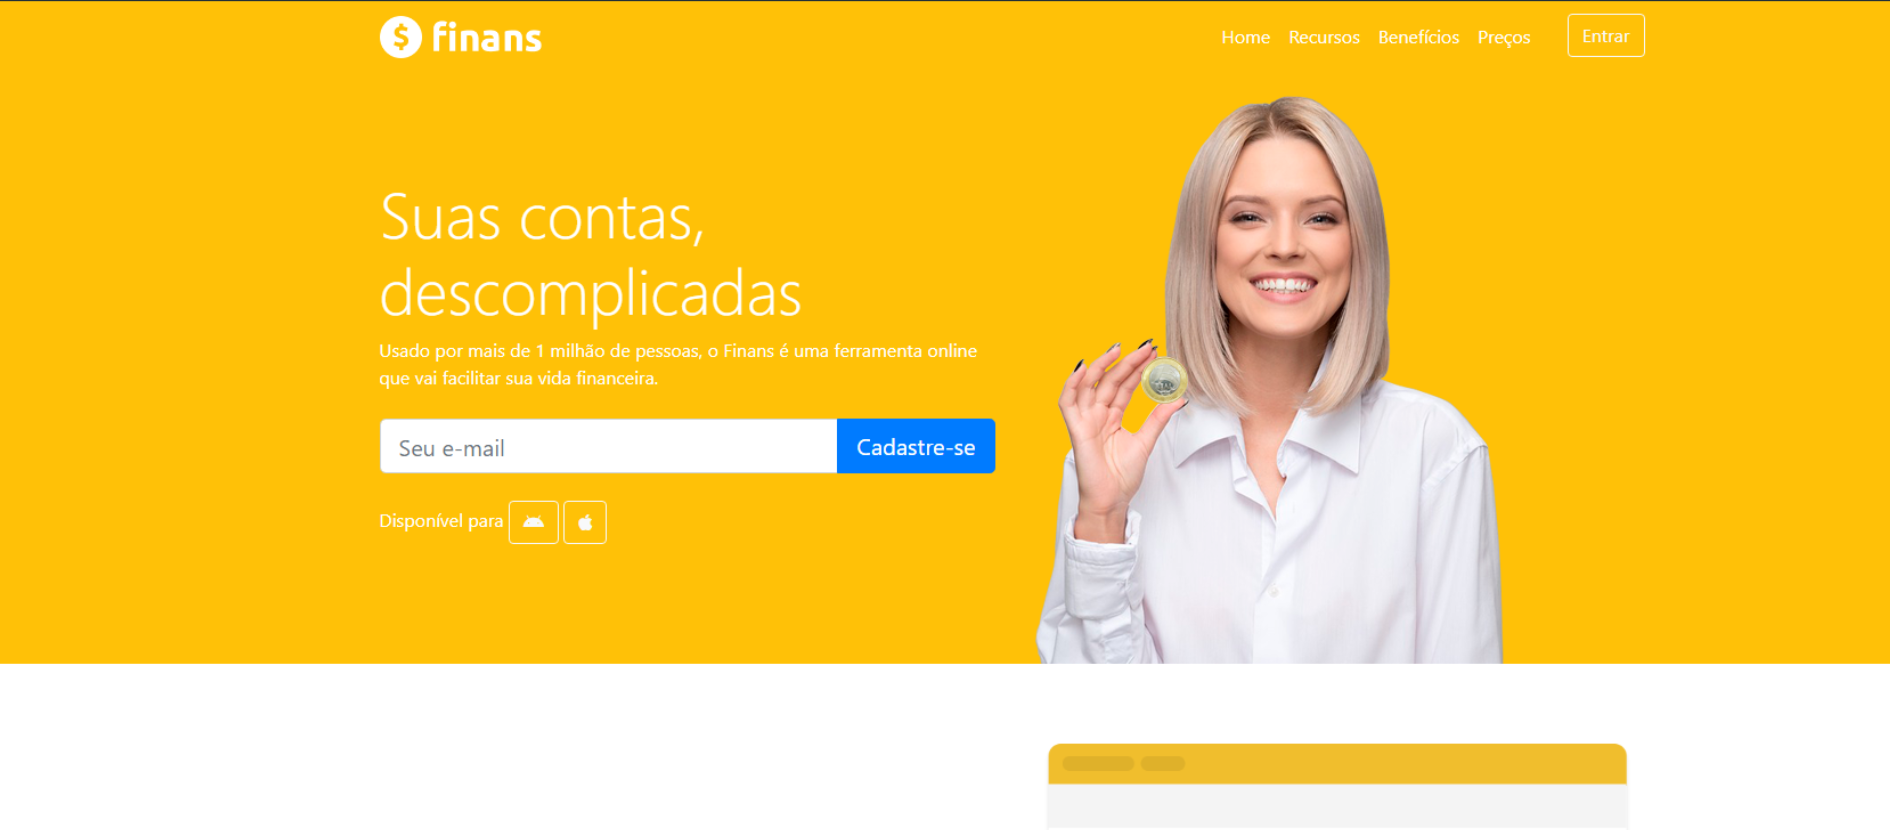 finans
Home Recursos Benefícios Preços Entrar
Suas contas,
descomplicadas
Usado por mais de 1 milhão de pessoas, o Finans é uma ferramenta online
que vai facilitar sua vida financeira.
Seu e-mail Cadastre-se
Disponível para